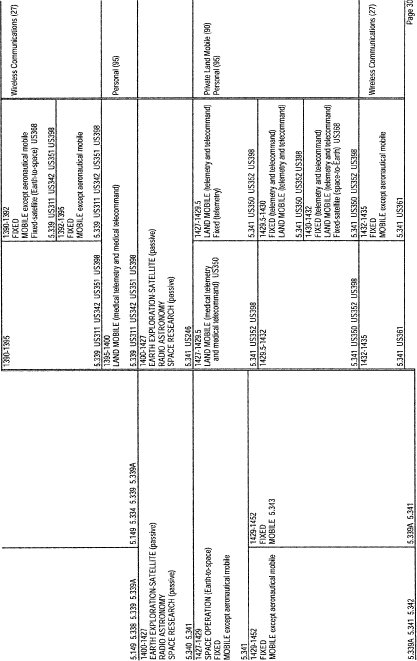 5.149 5.338 5.339 5.339A
5.149 5.334 5.339 5.339A
1400-1427
EARTH EXPLORATION-SATELLITE (passive)
RADIO ASTRONOMY
SPACE RESEARCH (passive)
5.340 5.341
1427-1429
SPACE OPERATION (Earth-to-space)
FIXED
MOBILE except aeronautical mobile
5.341
1429-1452
FIXED
MOBILE except aeronautical mobile
5.339A 5.341 5.342
1429-1452
FIXED
MOBILE 5.343
5.339A 5.341
1390-1395
5.339 US311 US342 US351 US398
1390-1392
FIXED
MOBILE except aeronautical mobile
Fixed-satellite (Earth-to-space) US368
5.339 US311 US342 US351 US398
1392-1395
FIXED
MOBILE except aeronautical mobile
5.339 US311 US342 US351 US398
Wireless Communications (27)
1395-1400
LAND MOBILE (medical telemetry and medical telecommand)
5.339 US311 US342 US351 US398
Personal (95)
1400-1427
EARTH EXPLORATION-SATELLITE (passive)
RADIO ASTRONOMY
SPACE RESEARCH (passive)
5.341 US246
1427-1429.5
LAND MOBILE (medical telemetry
and medical telecommand) US350
5.341 US352 US398
1427-1429.5
LAND MOBILE (telemetry and telecommand)
Fixed (telemetry)
5.341 US350 US352 US398
Private Land Mobile (90)
Personal (95)
1429.5-1432
5.341 US350 US352 US398
1429.5-1430
FIXED (telemetry and telecommand)
LAND MOBILE (telemetry and telecommand)
5.341 US350 US352 US398
1430-1432
FIXED (telemetry and telecommand)
LAND MOBILE (telemetry and telecommand)
Fixed-satellite (space-to-Earth) US368
5.341 US350 US352 US398
1432-1435
5.341 US361
1432-1435
FIXED
MOBILE except aeronautical mobile
5.341 US361
Wireless Communications (27)
Page 30